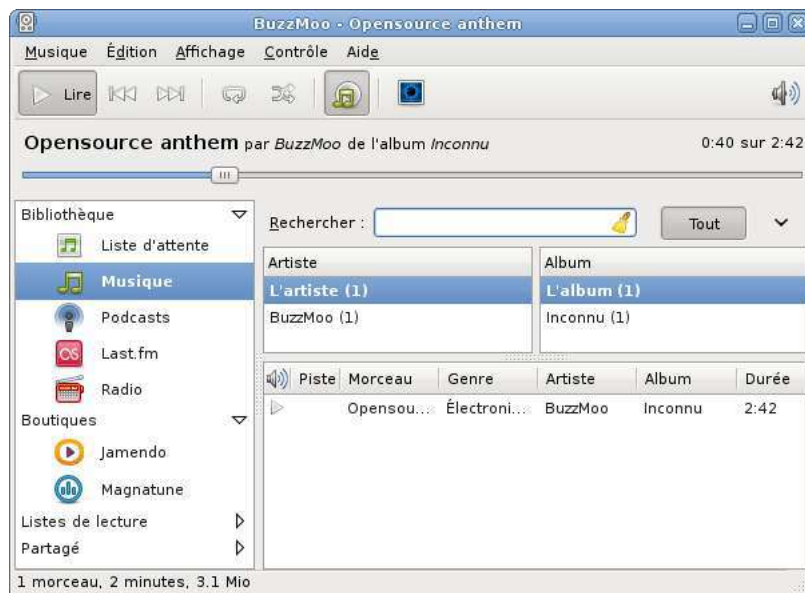 BuzzMoo - Opensource anthem
Musique Édition Affichage Contrôle Aide
Lire
Opensource anthem par BuzzMoo de l'album Inconnu 0:40 sur 2:42
Bibliothèque
Liste d'attente
Musique
Podcasts
Last.fm
Radio
Boutiques
Jamendo
Magnatune
Listes de lecture
Partagé
Rechercher : Tout
Artiste Album
L'artiste (1) L'album (1)
BuzzMoo (1) Inconnu (1)
Piste Morceau Genre Artiste Album Durée
Opensou... Électroni... BuzzMoo Inconnu 2:42
1 morceau, 2 minutes, 3.1 Mio